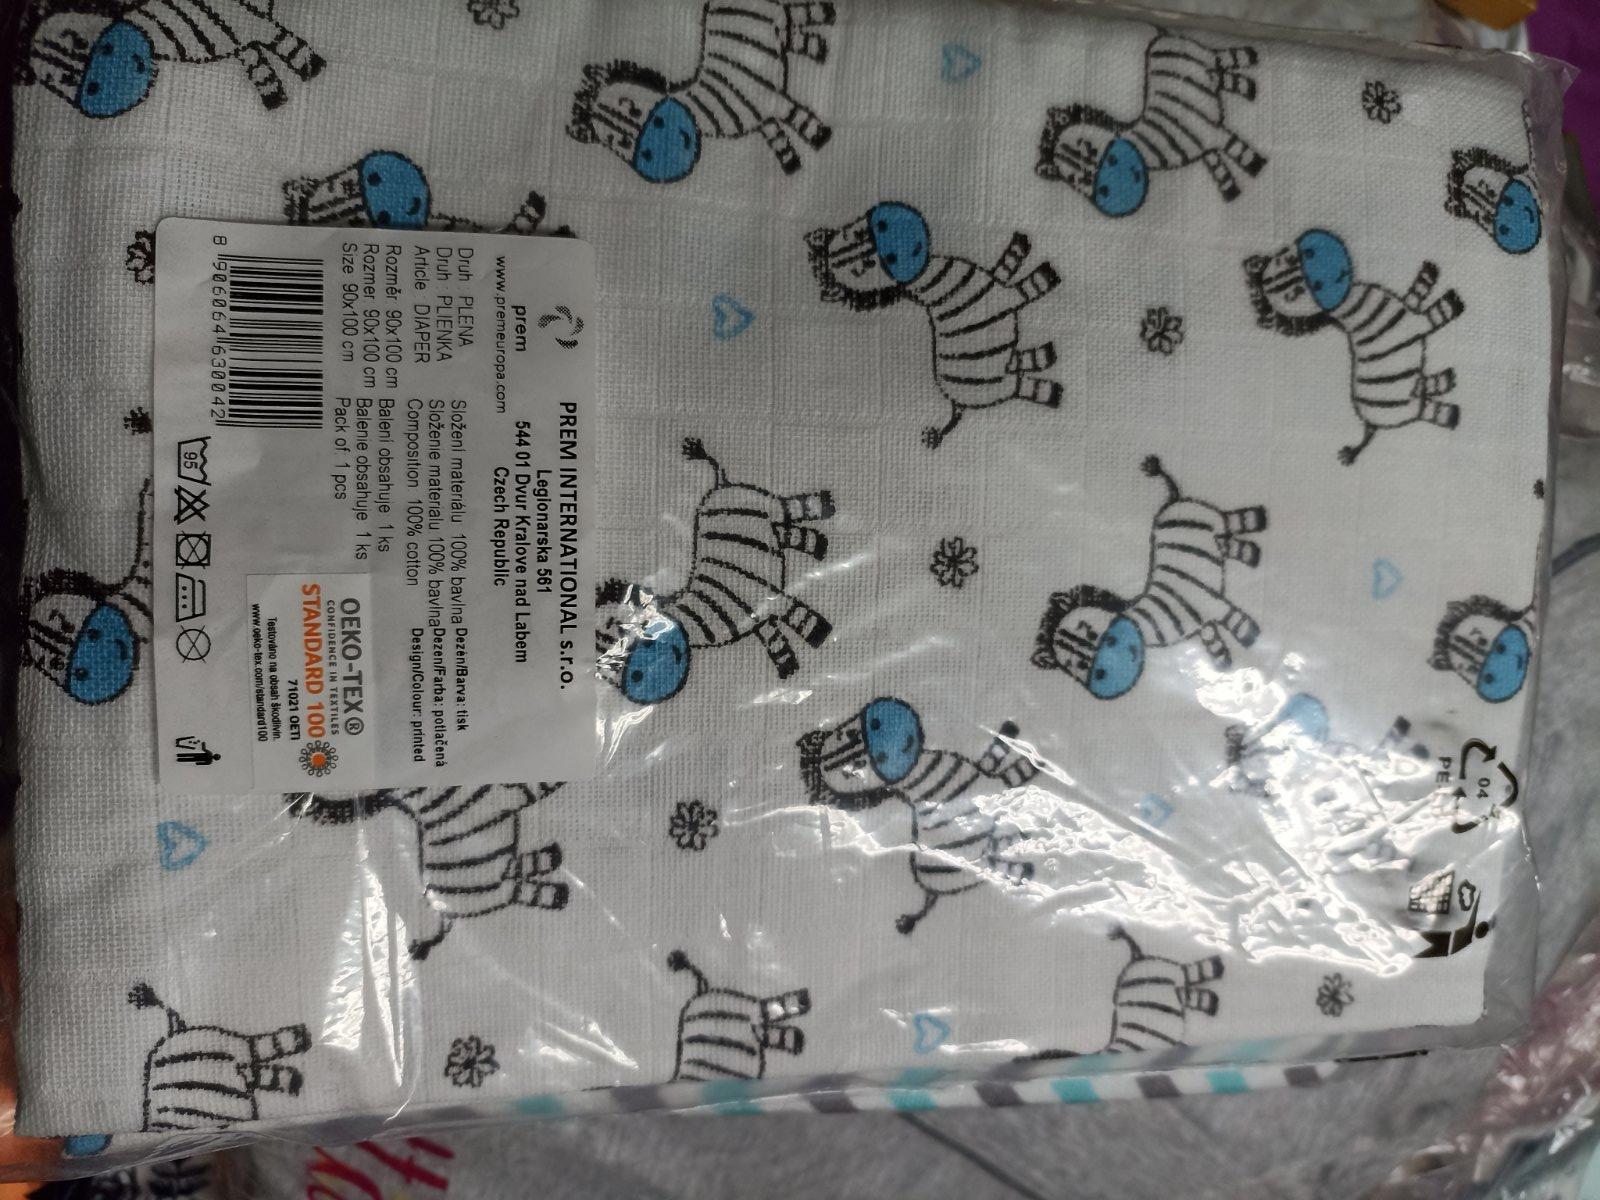 PREM INTERNATIONAL s.r.o.
Legionarska 561
544 01 Dvur Kralove nad Labem
Czech Republic
prem
www.premeuropa.com
Druh : PLENA
Složení materiálu 100% bavlna
Dezén/Barva: tisk
Druh : PLIENKA
Složenie materialu 100% bavlna
Dezen/Farba: potlačená
Article DIAPER
Composition 100% cotton
Design/Colour: printed
Rozměr 90x100 cm
Balení obsahuje 1 ks
Rozmer 90x100 cm
Balenie obsahuje 1 ks
Size 90x100 cm
Pack of 1 pcs
8 906064 630042
95
OEKO-TEX®
CONFIDENCE IN TEXTILES
STANDARD 100
71021 OETI
Testováno na obsah škodlivin.
www.oeko-tex.com/standard100
04